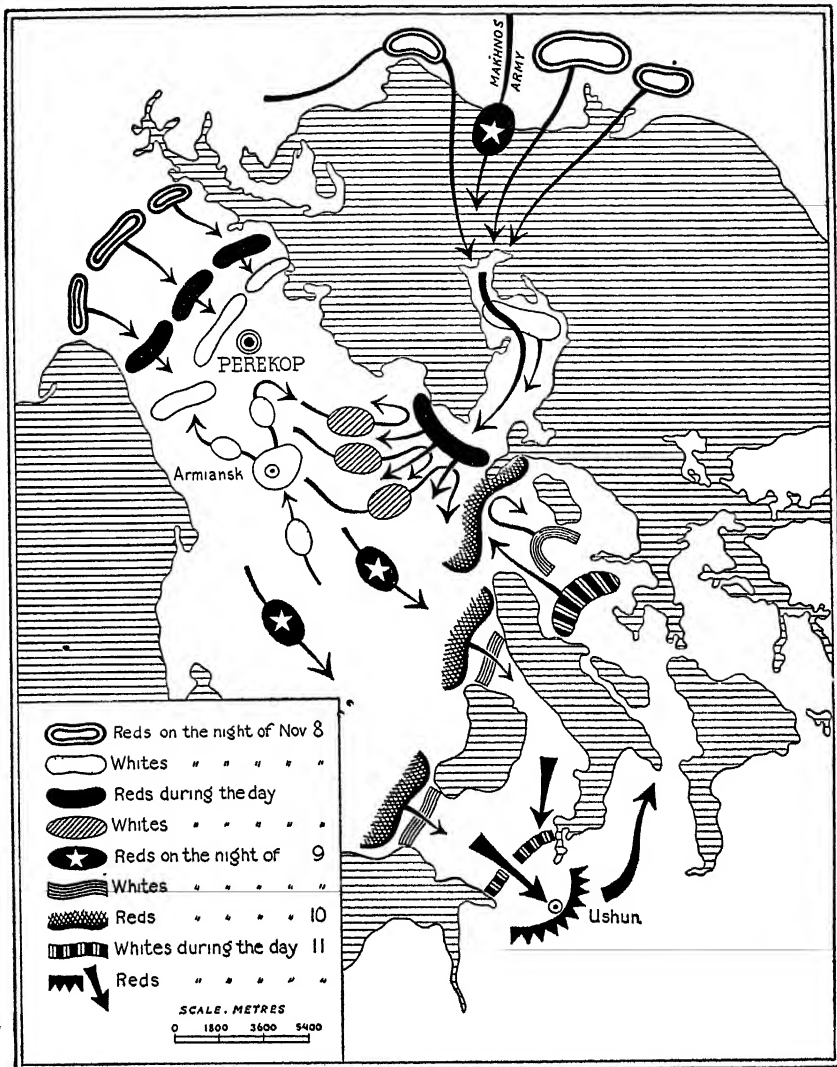 MAKHNOS
ARMY
PEREKOP
Armiansk
Ushun
Reds on the night of Nov 8
Whites " " " " "
Reds during the day
Whites " " " "
Reds on the night of 9
Whites " " " " "
Reds " " " " 10
Whites during the day 11
Reds " " " " "
SCALE. METRES
0 1800 3600 5400